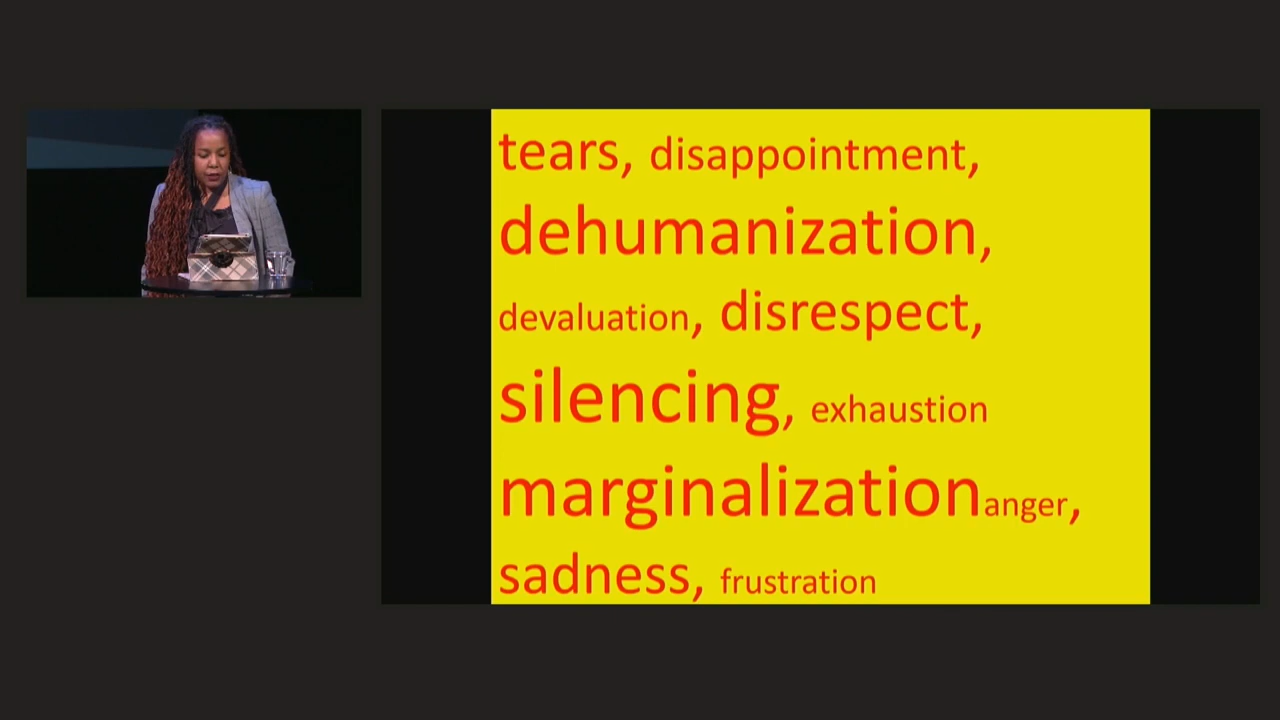 tears, disappointment,
dehumanization,
devaluation, disrespect,
silencing, exhaustion
marginalizationanger,
sadness, frustration